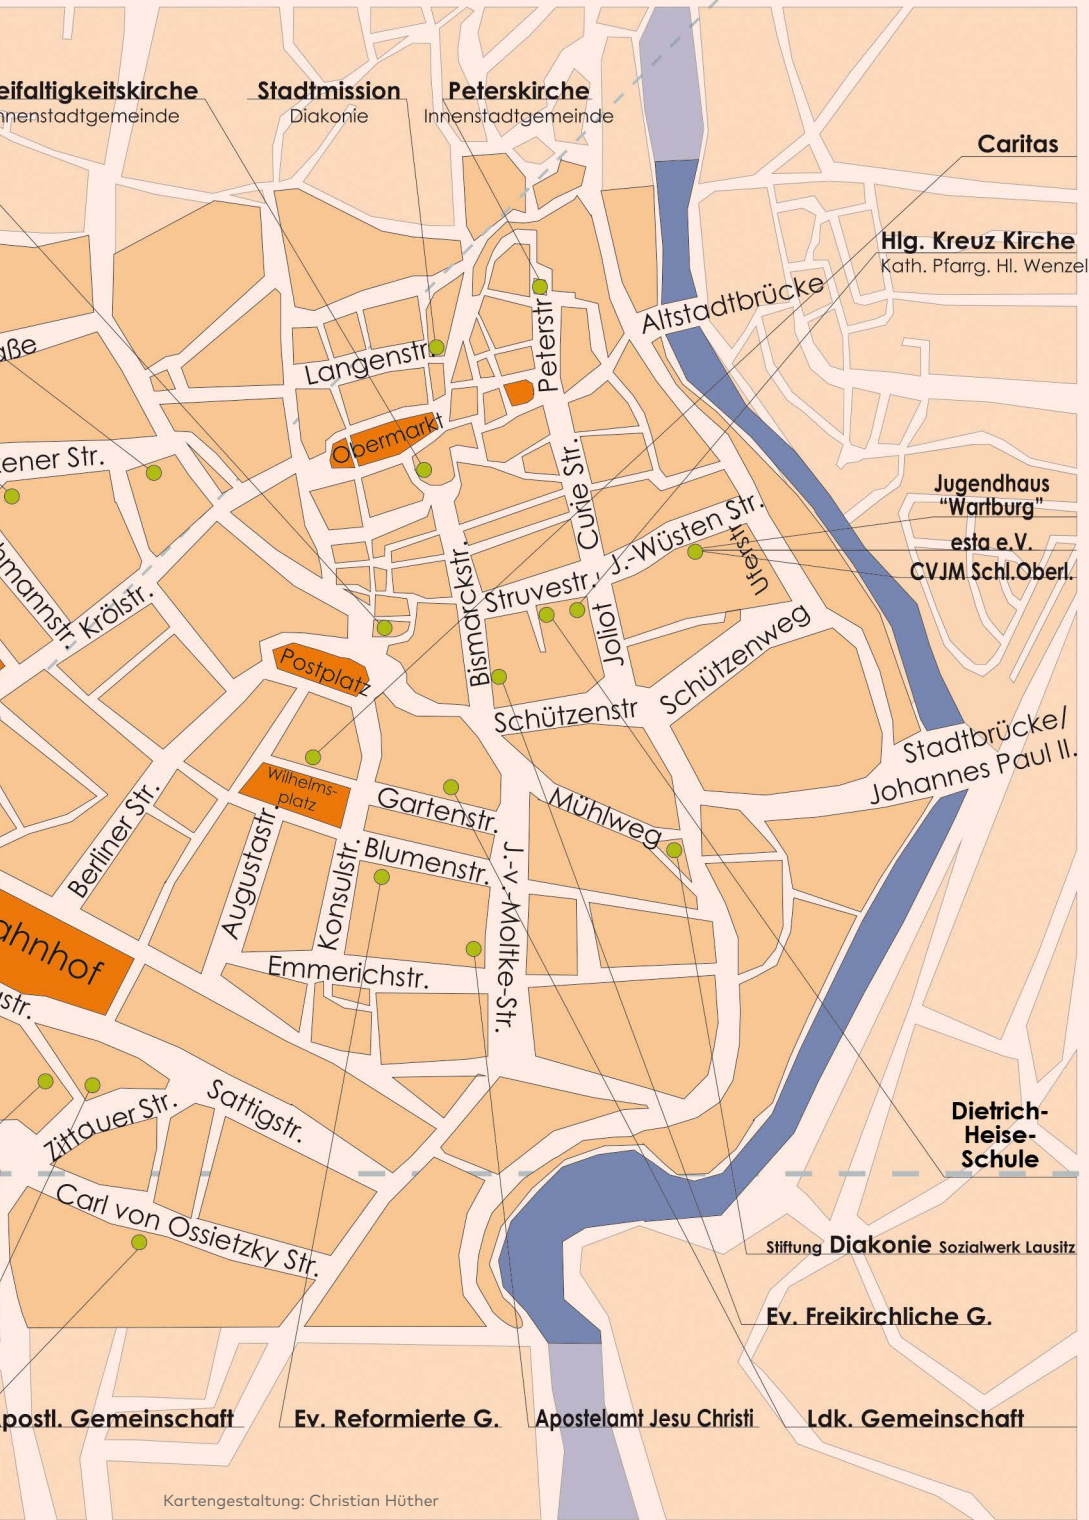 eifaltigkeitskirche
nnenstadtgemeinde
Stadtmission
Diakonie
Peterskirche
Innenstadtgemeinde
Caritas
Hlg. Kreuz Kirche
Kath. Pfarrg. Hl. Wenzel
Altstadtbrücke
Peterstr.
aße
Langenstr.
Obermarkt
ener Str.
Curie Str.
Jugendhaus
“Wartburg”
esta e.V.
CVJM Schl.Oberl.
J.-Wüsten Str.
Uferstr.
hmannstr.
Krölstr.
Bismarckstr.
Struvestr.
Joliot
Schützenweg
Postplatz
Schützenstr
Stadtbrücke/
Johannes Paul II.
Wilhelms-
platz
Gartenstr.
Mühlweg
Berliner Str.
Augustastr.
Konsulstr.
Blumenstr.
J.-v.-Moltke-Str.
ahnhof
Emmerichstr.
str.
Sattigstr.
Zittauer Str.
Dietrich-
Heise-
Schule
Carl von Ossietzky Str.
Stiftung Diakonie Sozialwerk Lausitz
Ev. Freikirchliche G.
postl. Gemeinschaft
Ev. Reformierte G.
Apostelamt Jesu Christi
Ldk. Gemeinschaft
Kartengestaltung: Christian Hüther